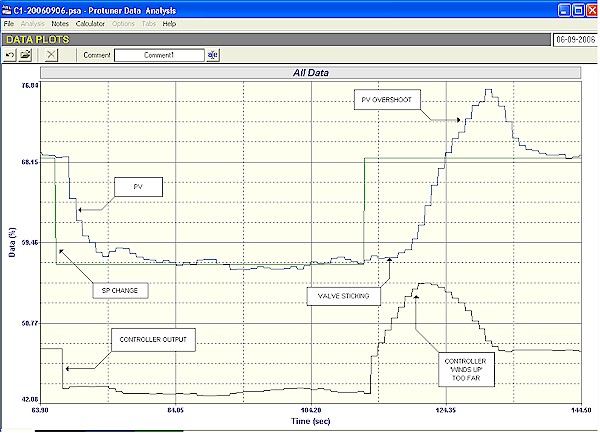 C1-20060906.psa - Protuner Data Analysis
File Analysis Notes Calculator Options Tabs Help
DATA PLOTS 06-09-2006
Comment Comment1
All Data
76.84
PV OVERSHOOT
68.15
PV
Data (%)
59.46
SP CHANGE
VALVE STICKING
50.77
CONTROLLER OUTPUT
CONTROLLER
'WINDS UP'
TOO FAR
42.08
63.90 84.05 104.20 124.35 144.50
Time (sec)